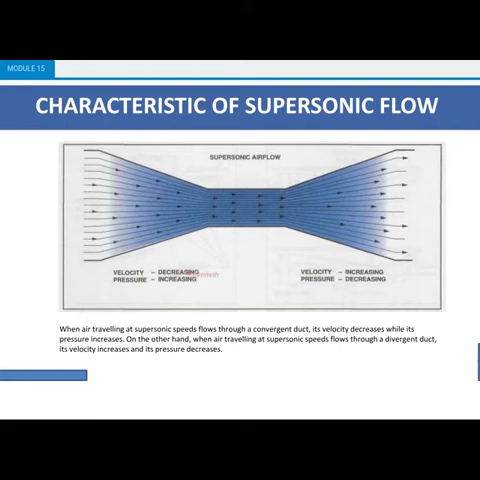 MODULE 15
CHARACTERISTIC OF SUPERSONIC FLOW
SUPERSONIC AIRFLOW
VELOCITY – DECREASING
PRESSURE – INCREASING
VELOCITY – INCREASING
PRESSURE – DECREASING
When air travelling at supersonic speeds flows through a convergent duct, its velocity decreases while its
pressure increases. On the other hand, when air travelling at supersonic speeds flows through a divergent duct,
its velocity increases and its pressure decreases.